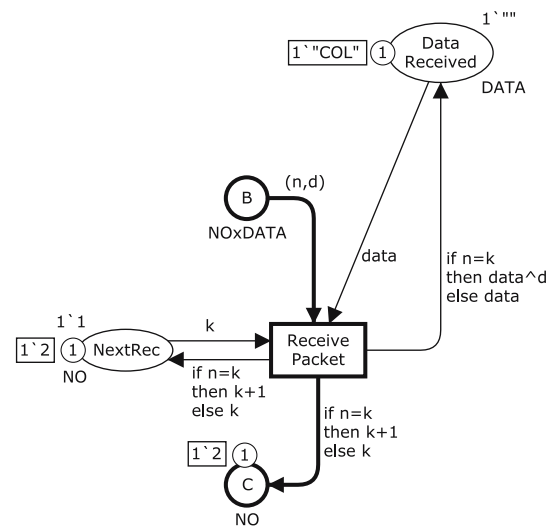 1`""
1`"COL"
1
Data
Received
DATA
B
(n,d)
NOxDATA
data
if n=k
then data^d
else data
1`1
k
1`2
1
NextRec
Receive
Packet
NO
if n=k
then k+1
else k
if n=k
then k+1
else k
1`2
1
C
NO